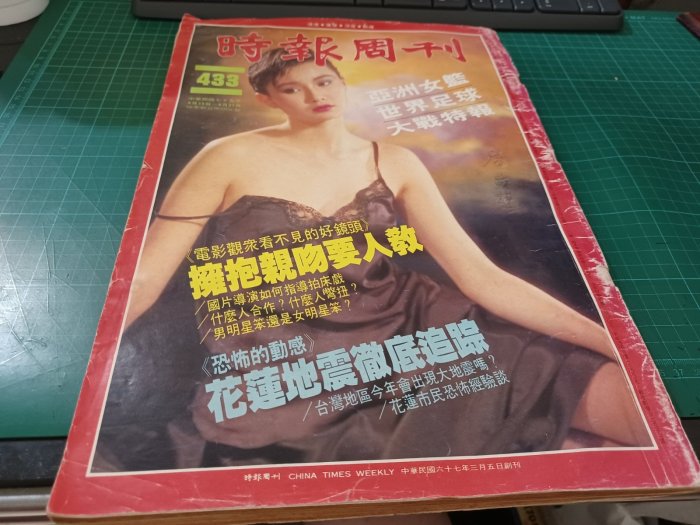 時報周刊
433
亞洲女籃
世界足球
大戰特報
《電影觀衆看不見的好鏡頭》
擁抱親吻要人教
/國片導演如何指導拍床戲
/什麼人合作?什麼人彆扭?
/男明星笨還是女明星笨?
《恐怖的動感》
花蓮地震徹底追踪
/台灣地區今年會出現大地震嗎?
/花蓮市民恐怖經驗談
時報周刊 CHINA TIMES WEEKLY 中華民國六十七年三月五日創刊